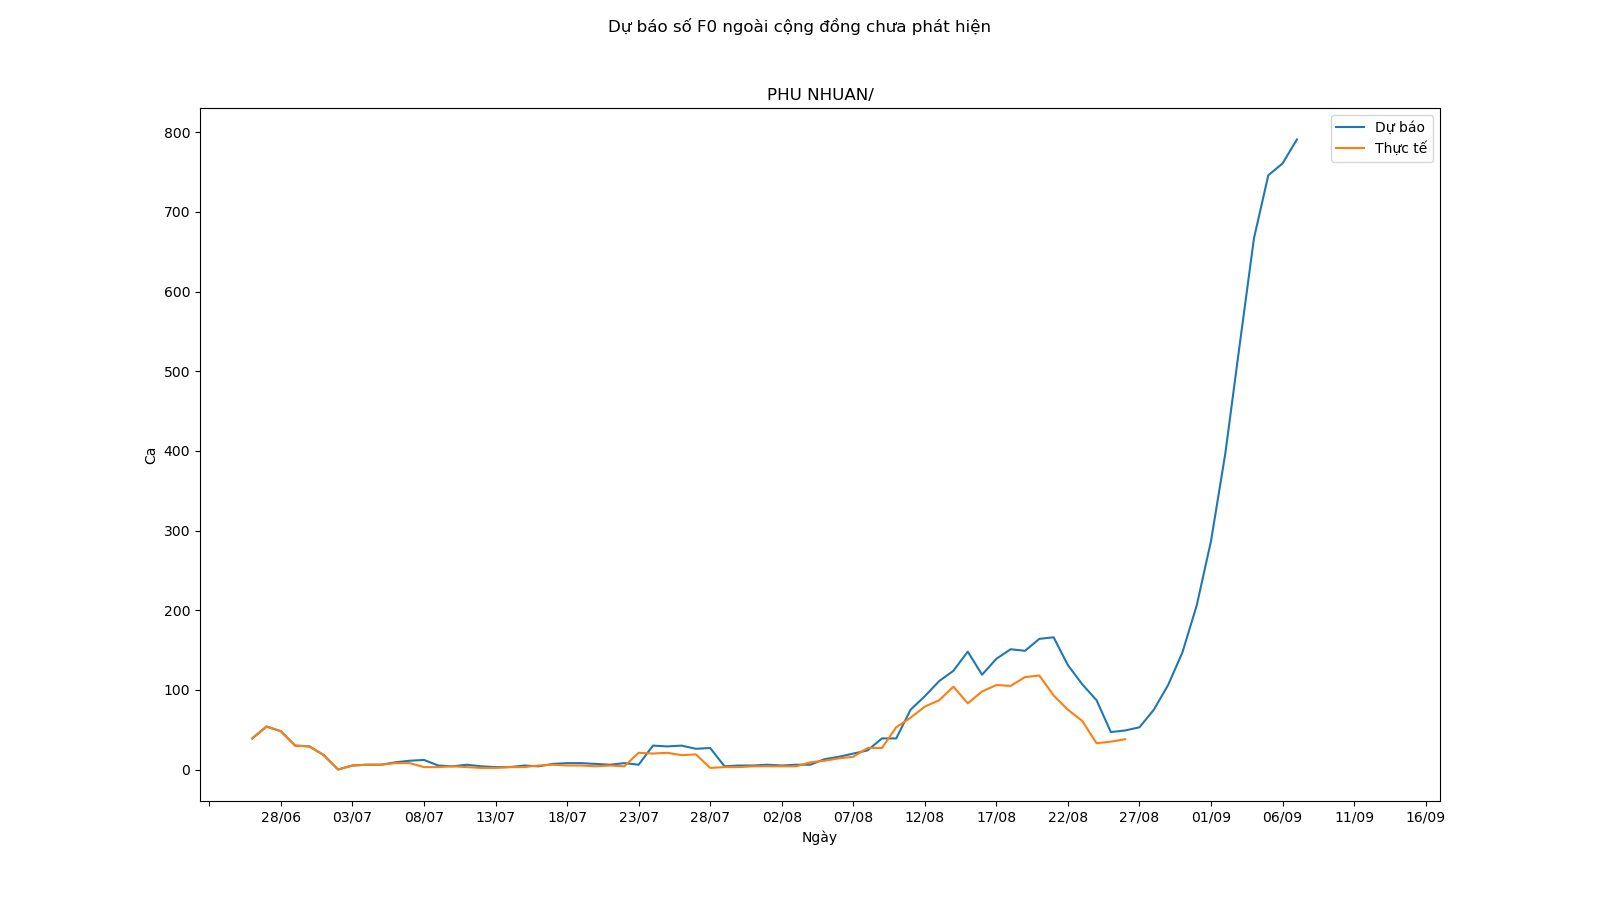 Dự báo số F0 ngoài cộng đồng chưa phát hiện
PHU NHUAN/
Dự báo
Thực tế
800
700
600
500
400
300
200
100
0
Ca
28/06 03/07 08/07 13/07 18/07 23/07 28/07 02/08 07/08 12/08 17/08 22/08 27/08 01/09 06/09 11/09 16/09
Ngày